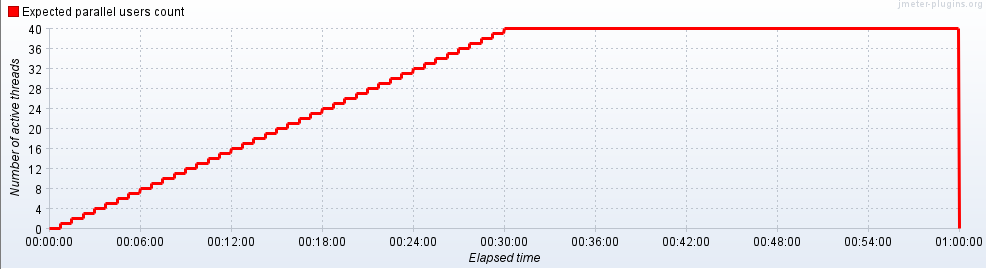 jmeter-plugins.org
Expected parallel users count
Number of active threads
40
36
32
28
24
20
16
12
8
4
0
00:00:00 00:06:00 00:12:00 00:18:00 00:24:00 00:30:00 00:36:00 00:42:00 00:48:00 00:54:00 01:00:00
Elapsed time